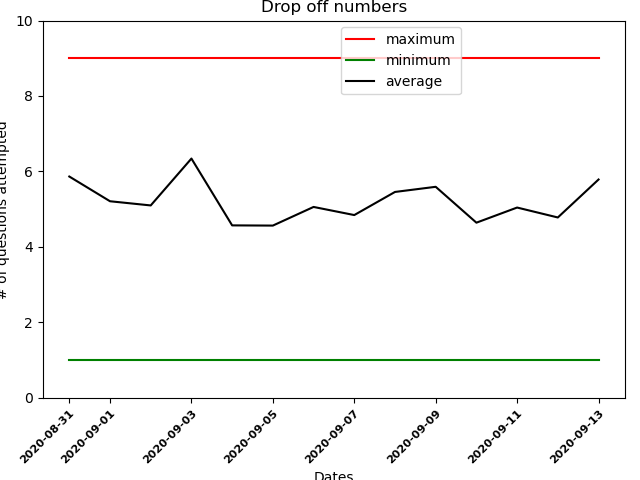 Drop off numbers
maximum
minimum
average
# of questions attempted
10
8
6
4
2
0
2020-08-31
2020-09-01
2020-09-03
2020-09-05
2020-09-07
2020-09-09
2020-09-11
2020-09-13
Dates